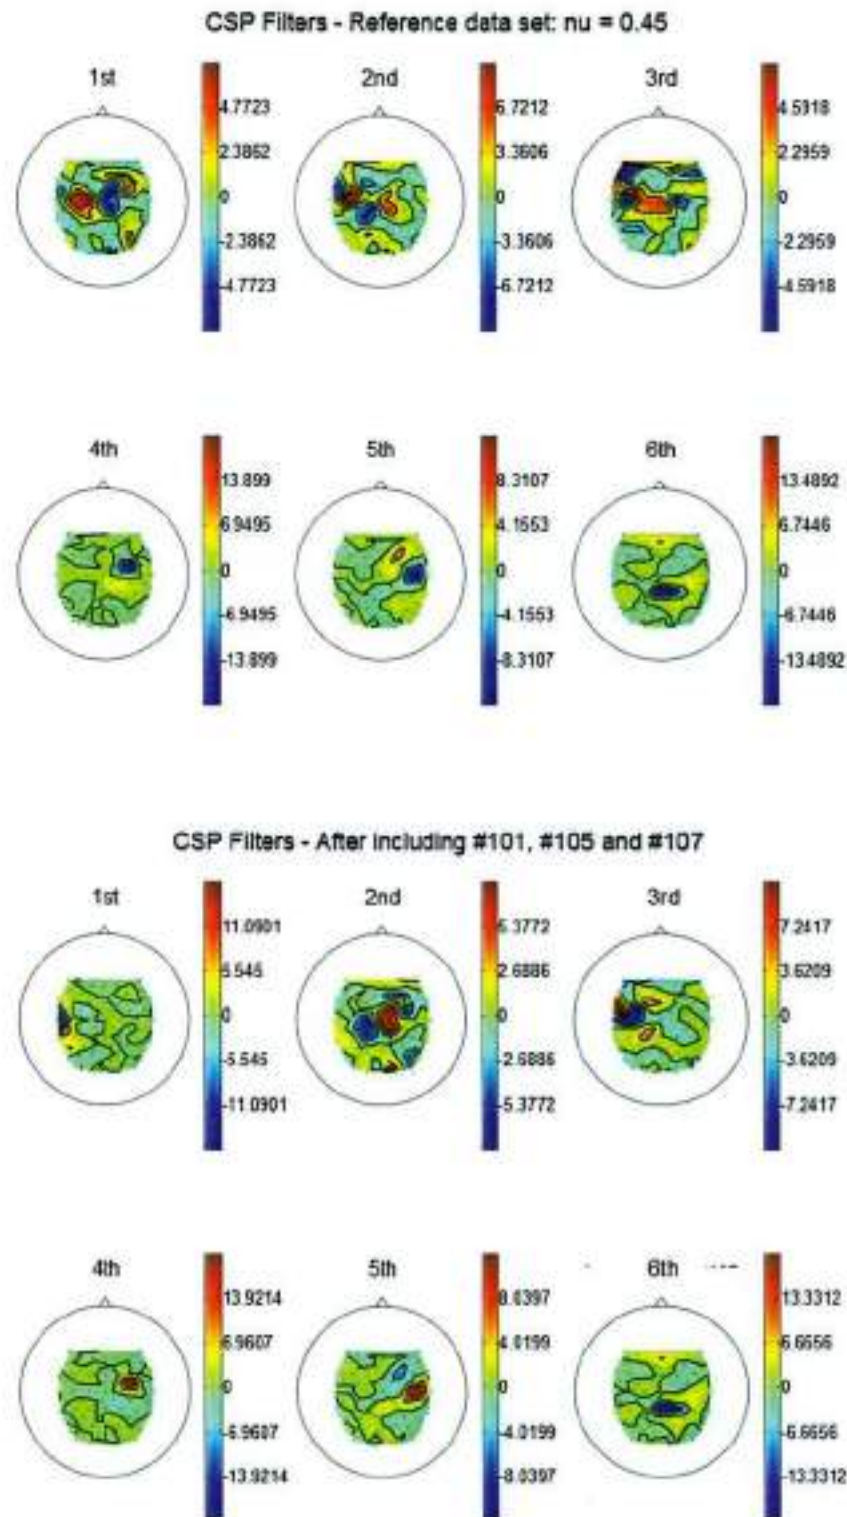 CSP Filters - Reference data set: nu = 0.45
1st 2nd 3rd
4.7723 6.7212 4.5918
2.3862 3.3606 2.2959
0 0 0
-2.3862 -3.3606 -2.2959
-4.7723 -6.7212 -4.5918
4th 5th 6th
13.899 8.3107 13.4892
6.9495 4.1553 6.7446
0 0 0
-6.9495 -4.1553 -6.7446
-13.899 -8.3107 -13.4892
CSP Filters - After including #101, #105 and #107
1st 2nd 3rd
11.0901 5.3772 7.2417
5.545 2.6886 3.6209
0 0 0
-5.545 -2.6886 -3.6209
-11.0901 -5.3772 -7.2417
4th 5th 6th
13.9214 8.0397 13.3312
6.9607 4.0199 6.6656
0 0 0
-6.9607 -4.0199 -6.6656
-13.9214 -8.0397 -13.3312